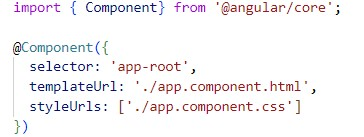 import { Component} from '@angular/core';

@Component({
  selector: 'app-root',
  templateUrl: './app.component.html',
  styleUrls: ['./app.component.css']
})